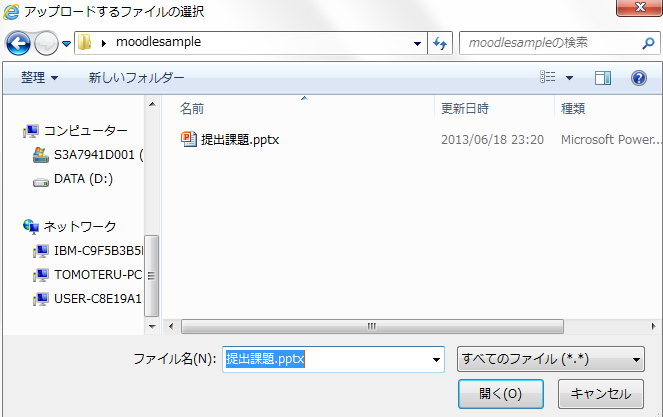 アップロードするファイルの選択
moodlesample
moodlesampleの検索
整理
新しいフォルダー
名前 更新日時 種類
提出課題.pptx 2013/06/18 23:20 Microsoft Power...
コンピューター
S3A7941D001 (
DATA (D:)
ネットワーク
IBM-C9F5B3B5
TOMOTERU-PC
USER-C8E19A1
ファイル名(N): 提出課題.pptx すべてのファイル (*.*)
開く(O) キャンセル